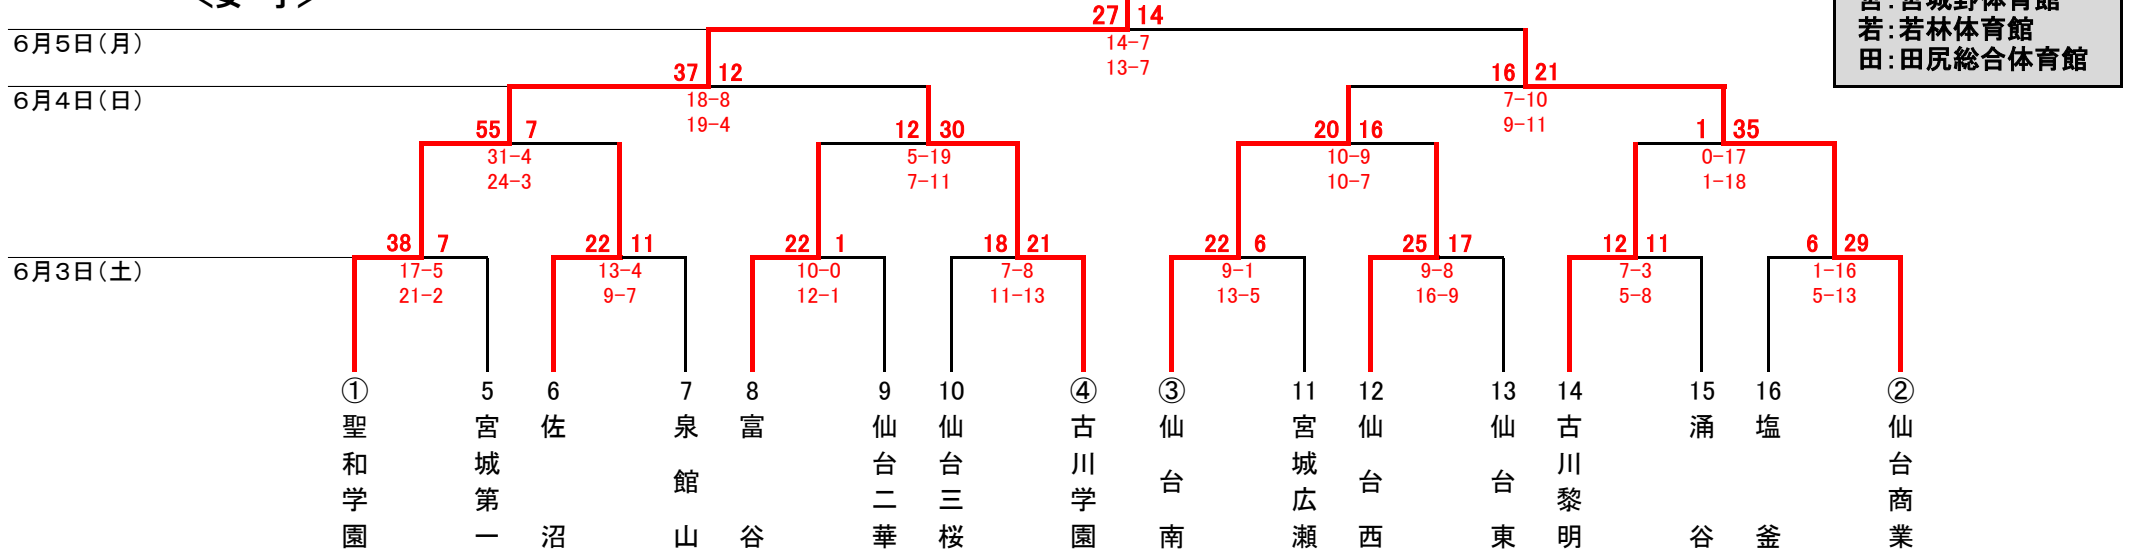 <女 子>
宮：宮城野体育館
若：若林体育館
田：田尻総合体育館
27 14
6月5日（月）
14-7
13-7
37 12
16 21
6月4日（日）
18-8
19-4
7-10
9-11
55 7
12 30
20 16
1 35
31-4
24-3
5-19
7-11
10-9
10-7
0-17
1-18
38 7
22 11
22 1
18 21
22 6
25 17
12 11
6 29
6月3日（土）
17-5
21-2
13-4
9-7
10-0
12-1
7-8
11-13
9-1
13-5
9-8
16-9
7-3
5-8
1-16
5-13
① 聖和学園
5 宮城第一
6 佐沼
7 泉館山
8 富谷
9 仙台二華
10 仙台三桜
④ 古川学園
③ 仙台南
11 宮城広瀬
12 仙台西
13 仙台東
14 古川黎明
15 涌谷
16 塩釜
② 仙台商業